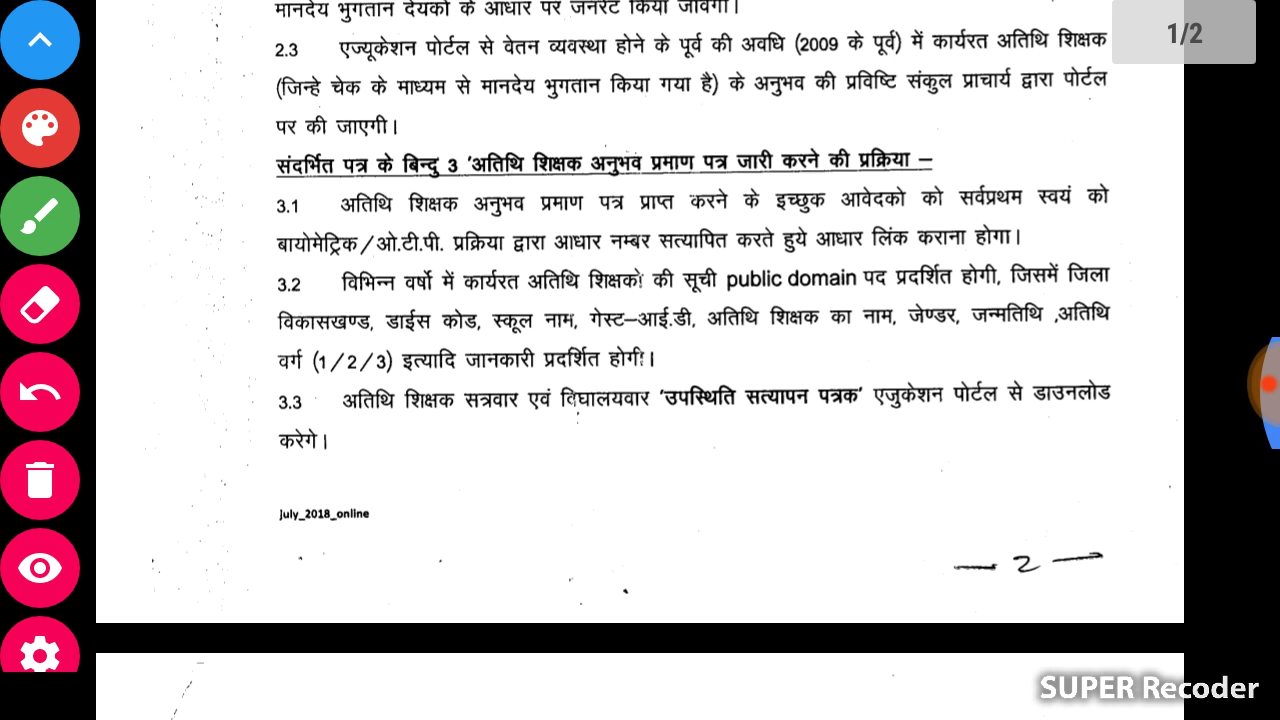 मानदेय भुगतान देयको के आधार पर जनरेट किया जावेगा।
1/2
2.3 एज्यूकेशन पोर्टल से वेतन व्यवस्था होने के पूर्व की अवधि (2009 के पूर्व) में कार्यरत अतिथि शिक्षक
(जिन्हे चेक के माध्यम से मानदेय भुगतान किया गया है) के अनुभव की प्रविष्टि संकुल प्राचार्य द्वारा पोर्टल
पर की जाएगी।
संदर्भित पत्र के बिन्दु 3 'अतिथि शिक्षक अनुभव प्रमाण पत्र जारी करने की प्रक्रिया –
3.1 अतिथि शिक्षक अनुभव प्रमाण पत्र प्राप्त करने के इच्छुक आवेदको को सर्वप्रथम स्वयं को
बायोमेट्रिक/ओ.टी.पी. प्रक्रिया द्वारा आधार नम्बर सत्यापित करते हुये आधार लिंक कराना होगा।
3.2 विभिन्न वर्षो में कार्यरत अतिथि शिक्षको की सूची public domain पद प्रदर्शित होगी, जिसमें जिला
विकासखण्ड, डाईस कोड, स्कूल नाम, गेस्ट–आई.डी, अतिथि शिक्षक का नाम, जेण्डर, जन्मतिथि ,अतिथि
वर्ग (1/2/3) इत्यादि जानकारी प्रदर्शित होगी।
3.3 अतिथि शिक्षक सत्रवार एवं विघालयवार 'उपस्थिति सत्यापन पत्रक' एजुकेशन पोर्टल से डाउनलोड
करेगे।
july_2018_online
— 2 —
SUPER Recoder